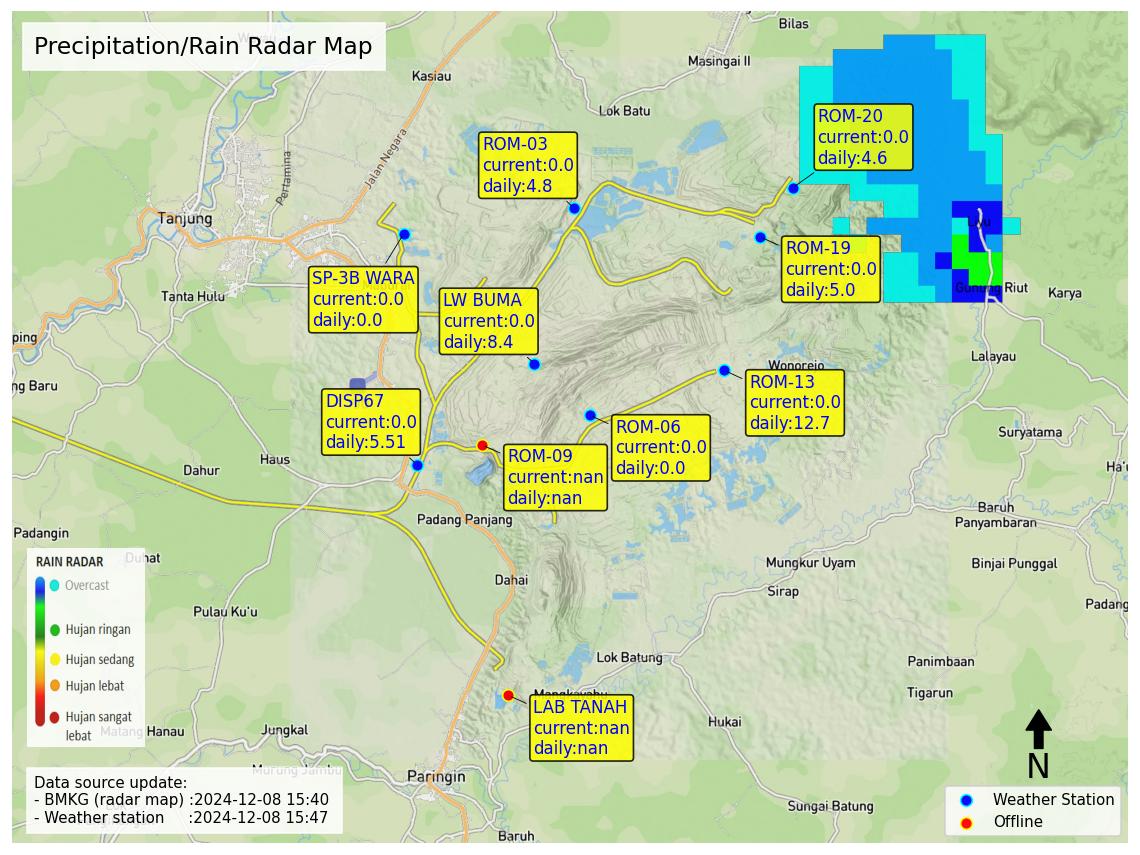 Precipitation/Rain Radar Map
Bilas
Masingai II
Kasiau
Lok Batu
Jalan Negara
Pertamina
Tanjung
Tanta Hulu
ROM-20
current:0.0
daily:4.6
ROM-03
current:0.0
daily:4.8
ROM-19
current:0.0
daily:5.0
SP-3B WARA
current:0.0
daily:0.0
LW BUMA
current:0.0
daily:8.4
Gunung Riut
Karya
Lalayau
ping
ng Baru
Wonorejo
ROM-13
current:0.0
daily:12.7
DISP67
current:0.0
daily:5.51
ROM-06
current:0.0
daily:0.0
ROM-09
current:nan
daily:nan
Suryatama
Haus
Dahur
Ha'u
Padang Panjang
Baruh
Panyambaran
Padangin
Duhat
Dahai
Mungkur Uyam
Binjai Punggal
Sirap
Padang
Pulau Ku'u
RAIN RADAR
Overcast
Hujan ringan
Hujan sedang
Hujan lebat
Hujan sangat
lebat
Lok Batung
Panimbaan
Tigarun
LAB TANAH
current:nan
daily:nan
Hukai
Matang Hanau
Jungkal
Murung Jambu
Paringin
Sungai Batung
Baruh
Data source update:
- BMKG (radar map) :2024-12-08 15:40
- Weather station :2024-12-08 15:47
N
Weather Station
Offline